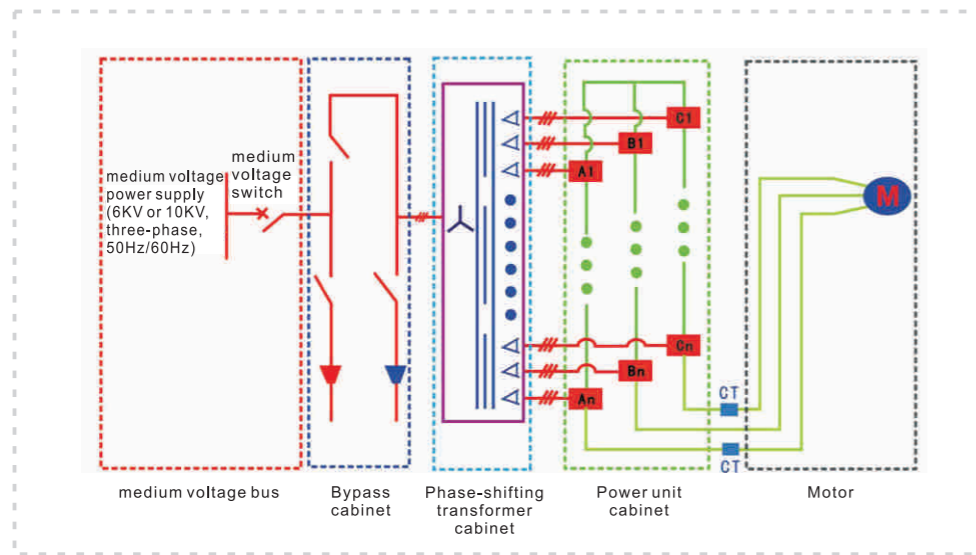 medium voltage
power supply
(6KV or 10KV,
three-phase,
50Hz/60Hz)
medium
voltage
switch
C1
B1
A1
M
Cn
Bn
An
CT
CT
medium voltage bus
Bypass
cabinet
Phase-shifting
transformer
cabinet
Power unit
cabinet
Motor